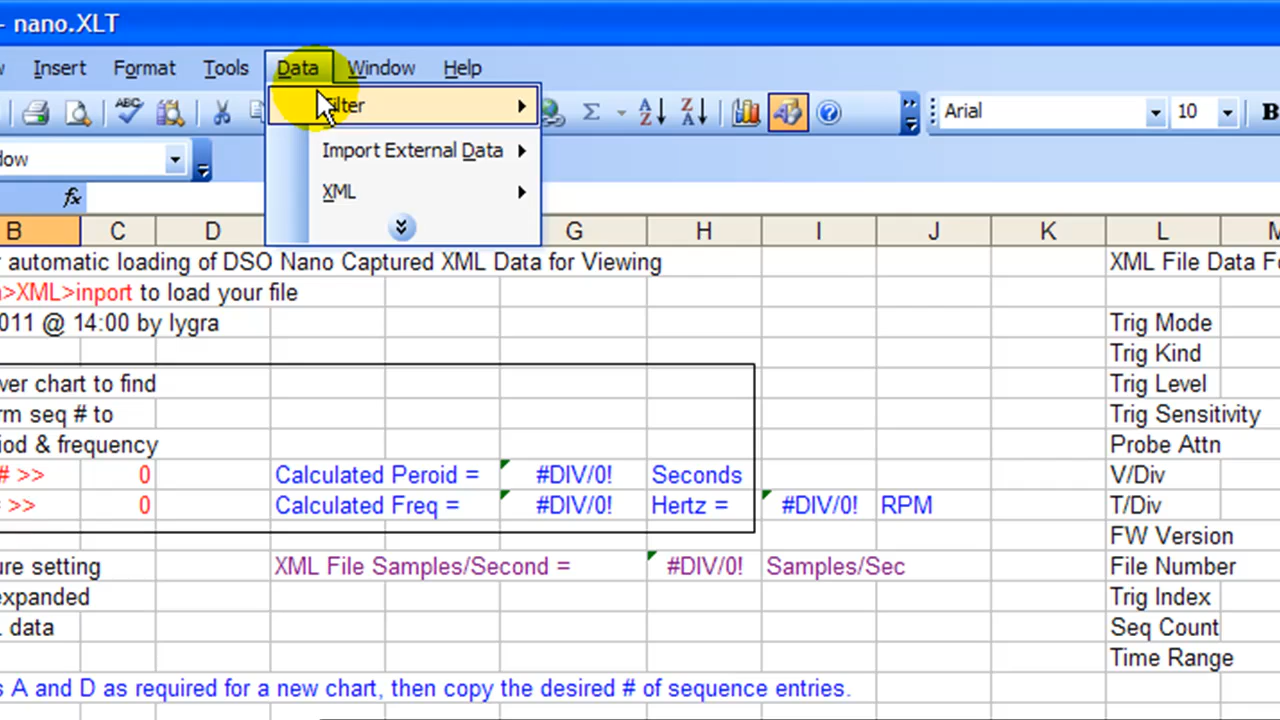 - nano.XLT
Insert Format Tools Data Window Help
Filter
ABC Σ A Z Z A Arial 10 B
Import External Data
dow
XML
fx
B C D G H I J K L M
automatic loading of DSO Nano Captured XML Data for Viewing XML File Data
>XML>inport to load your file
011 @ 14:00 by lygra Trig Mode
Trig Kind
ver chart to find Trig Level
rm seq # to Trig Sensitivity
iod & frequency Probe Attn
# >> 0 Calculated Peroid = #DIV/0! Seconds V/Div
>> 0 Calculated Freq = #DIV/0! Hertz = #DIV/0! RPM T/Div
FW Version
ure setting XML File Samples/Second = #DIV/0! Samples/Sec File Number
expanded Trig Index
data Seq Count
Time Range
A and D as required for a new chart, then copy the desired # of sequence entries.